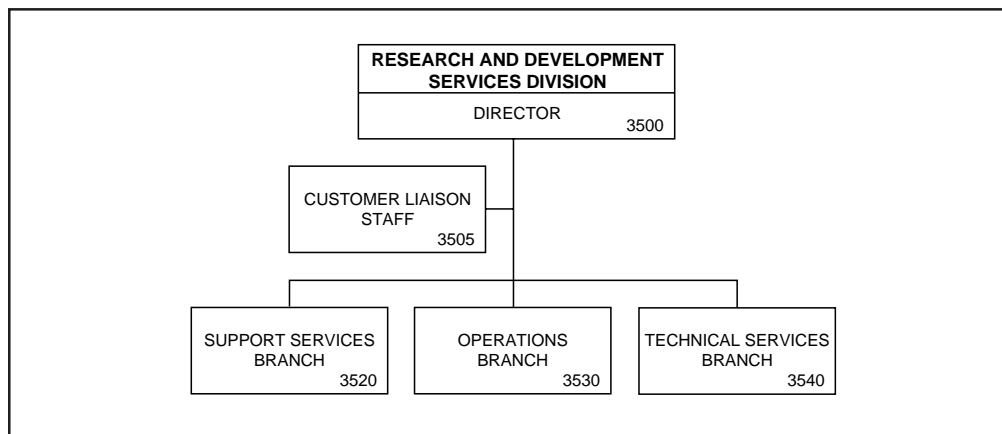 RESEARCH AND DEVELOPMENT
SERVICES DIVISION
DIRECTOR
3500
CUSTOMER LIAISON
STAFF
3505
SUPPORT SERVICES
BRANCH
3520
OPERATIONS
BRANCH
3530
TECHNICAL SERVICES
BRANCH
3540